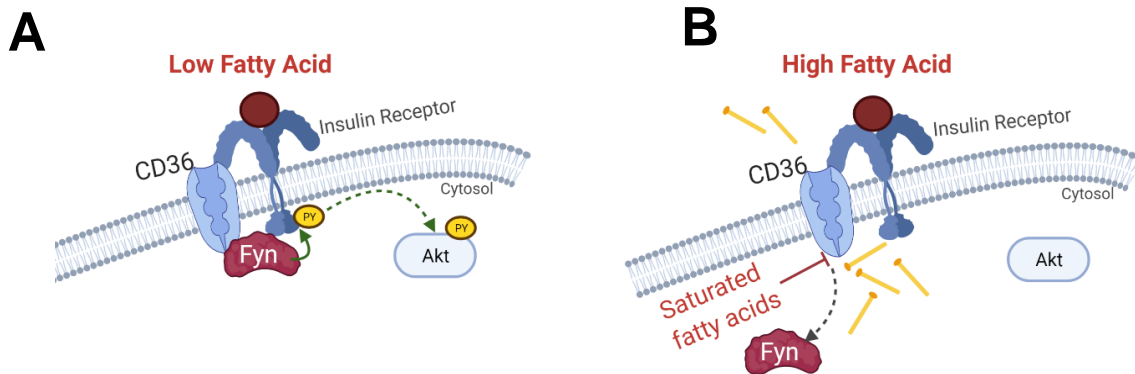 A
Low Fatty Acid
Insulin Receptor
CD36
Cytosol
PY
PY
Fyn
Akt
B
High Fatty Acid
Insulin Receptor
CD36
Cytosol
Akt
Saturated
fatty acids
Fyn